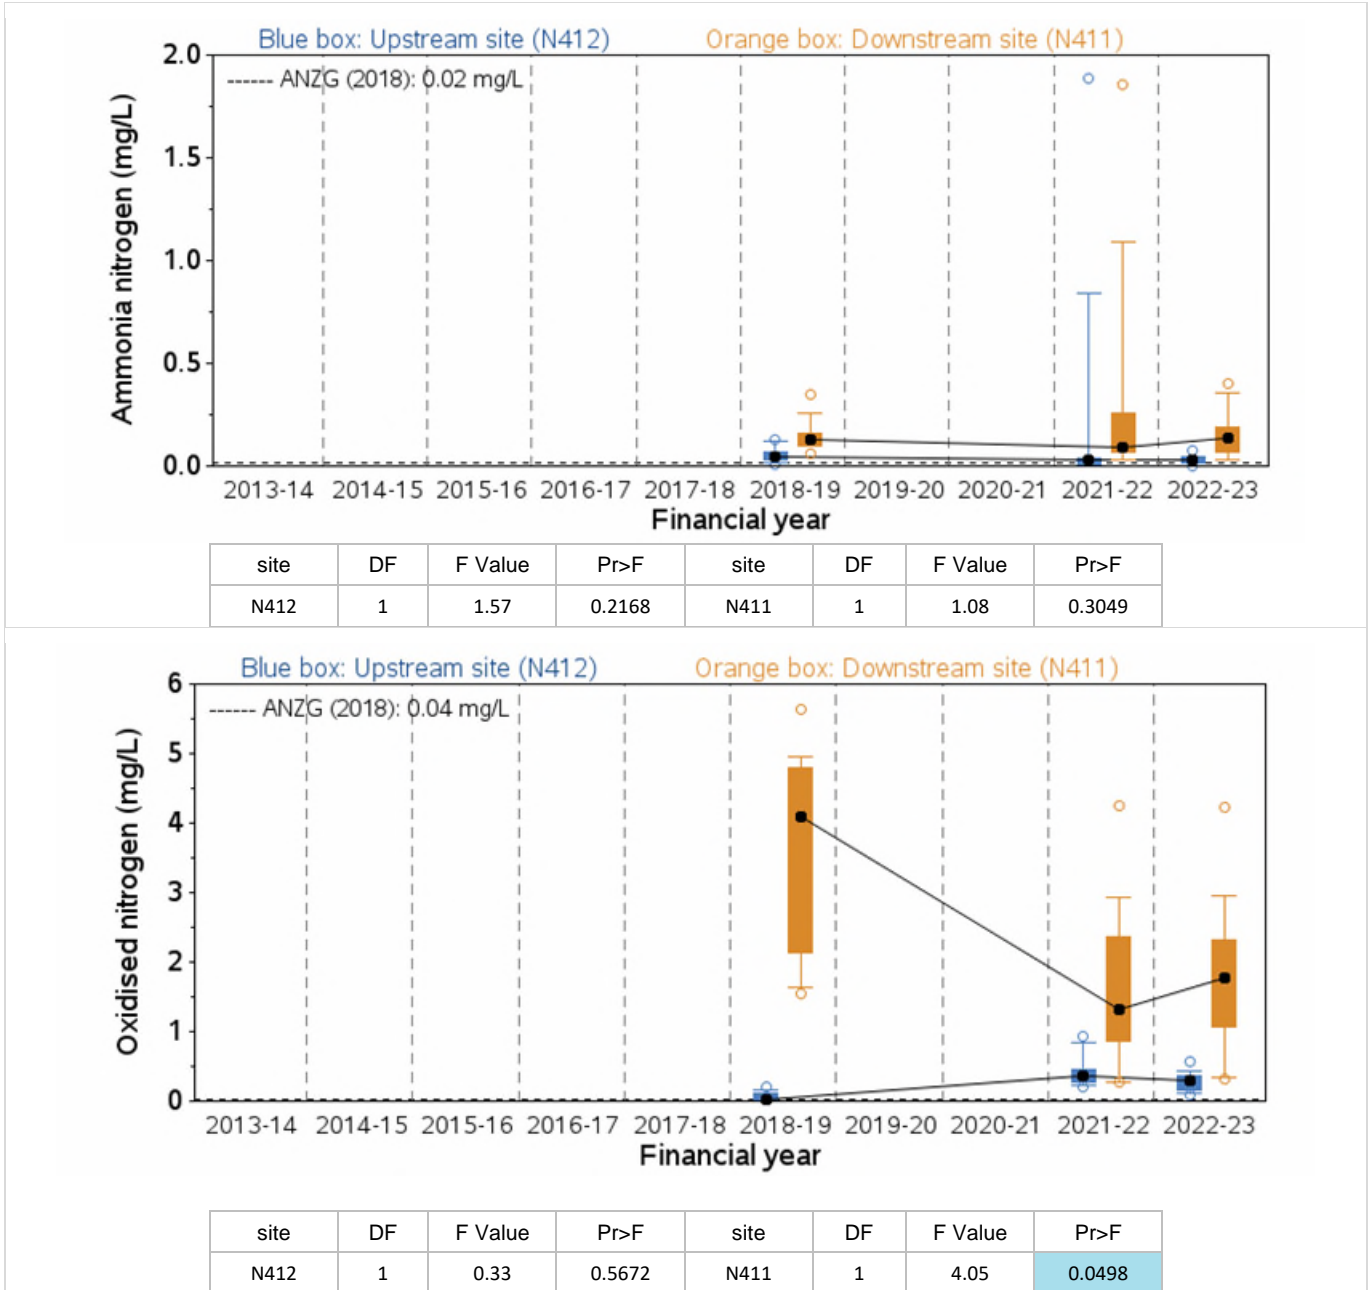 Blue box: Upstream site (N412) Orange box: Downstream site (N411)
2.0
------ ANZG (2018): 0.02 mg/L
1.5
1.0
0.5
0.0
Ammonia nitrogen (mg/L)
2013-14 2014-15 2015-16 2016-17 2017-18 2018-19 2019-20 2020-21 2021-22 2022-23
Financial year
site DF F Value Pr>F site DF F Value Pr>F
N412 1 1.57 0.2168 N411 1 1.08 0.3049
Blue box: Upstream site (N412) Orange box: Downstream site (N411)
6
------ ANZG (2018): 0.04 mg/L
5
4
3
2
1
0
Oxidised nitrogen (mg/L)
2013-14 2014-15 2015-16 2016-17 2017-18 2018-19 2019-20 2020-21 2021-22 2022-23
Financial year
site DF F Value Pr>F site DF F Value Pr>F
N412 1 0.33 0.5672 N411 1 4.05 0.0498